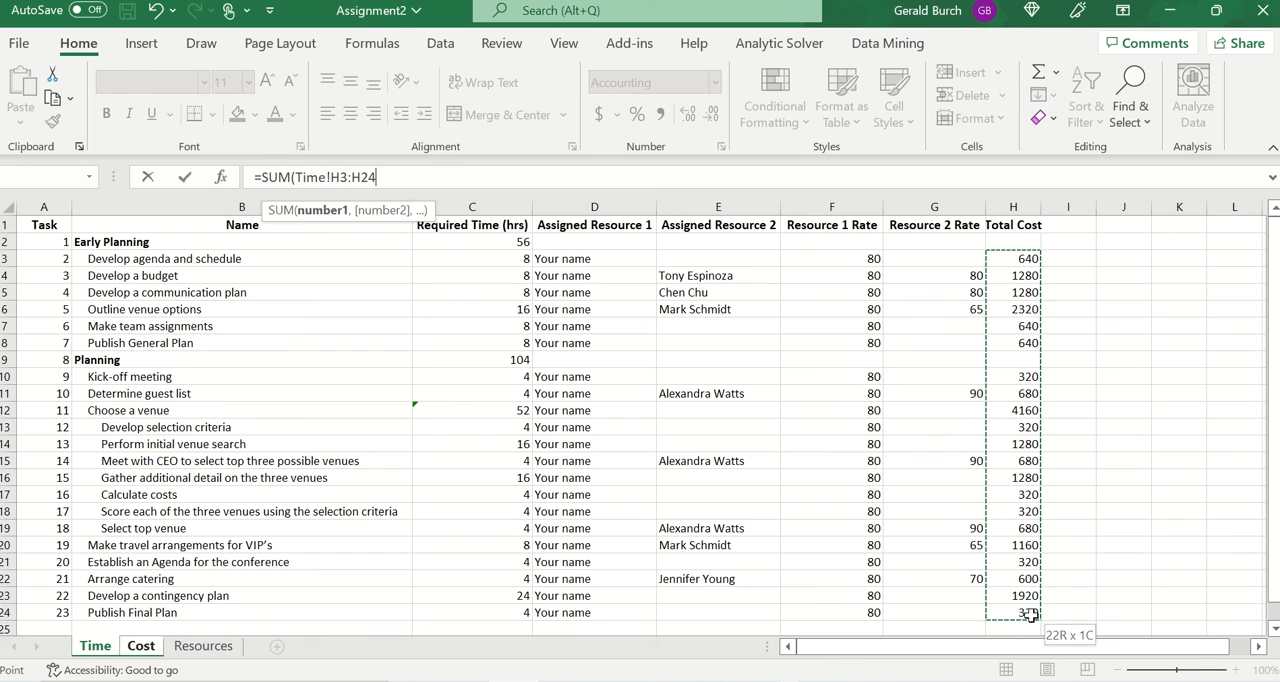 AutoSave Off Assignment2 Search (Alt+Q) Gerald Burch GB
File Home Insert Draw Page Layout Formulas Data Review View Add-ins Help Analytic Solver Data Mining Comments Share
11 Wrap Text Accounting Insert
Paste Merge & Center Conditional Formatting Format as Table Cell Styles Delete Sort & Filter Find & Select Analyze Data
Format
Clipboard Font Alignment Number Styles Cells Editing Analysis
=SUM(Time!H3:H24
SUM(number1, [number2], ...)
A B C D E F G H I J K L
1 Task Name Required Time (hrs) Assigned Resource 1 Assigned Resource 2 Resource 1 Rate Resource 2 Rate Total Cost
2 1 Early Planning 56
3 2 Develop agenda and schedule 8 Your name 80 640
4 3 Develop a budget 8 Your name Tony Espinoza 80 80 1280
5 4 Develop a communication plan 8 Your name Chen Chu 80 80 1280
6 5 Outline venue options 16 Your name Mark Schmidt 80 65 2320
7 6 Make team assignments 8 Your name 80 640
8 7 Publish General Plan 8 Your name 80 640
9 8 Planning 104
10 9 Kick-off meeting 4 Your name 80 320
11 10 Determine guest list 4 Your name Alexandra Watts 80 90 680
12 11 Choose a venue 52 Your name 80 4160
13 12 Develop selection criteria 4 Your name 80 320
14 13 Perform initial venue search 16 Your name 80 1280
15 14 Meet with CEO to select top three possible venues 4 Your name Alexandra Watts 80 90 680
16 15 Gather additional detail on the three venues 16 Your name 80 1280
17 16 Calculate costs 4 Your name 80 320
18 17 Score each of the three venues using the selection criteria 4 Your name 80 320
19 18 Select top venue 4 Your name Alexandra Watts 80 90 680
20 19 Make travel arrangements for VIP's 8 Your name Mark Schmidt 80 65 1160
21 20 Establish an Agenda for the conference 4 Your name 80 320
22 21 Arrange catering 4 Your name Jennifer Young 80 70 600
23 22 Develop a contingency plan 24 Your name 80 1920
24 23 Publish Final Plan 4 Your name 80
25 22R x 1C
Time Cost Resources
Point Accessibility: Good to go 100%